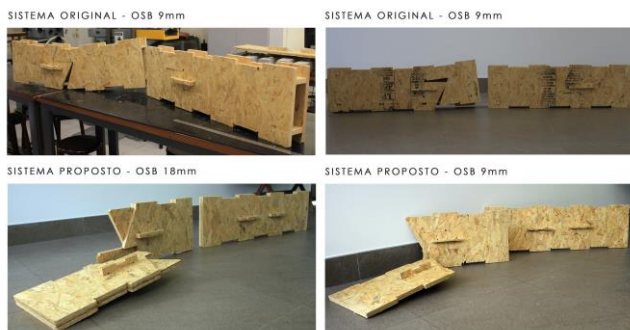 SISTEMA ORIGINAL - OSB 9mm
SISTEMA ORIGINAL - OSB 9mm
SISTEMA PROPOSTO - OSB 18mm
SISTEMA PROPOSTO - OSB 9mm